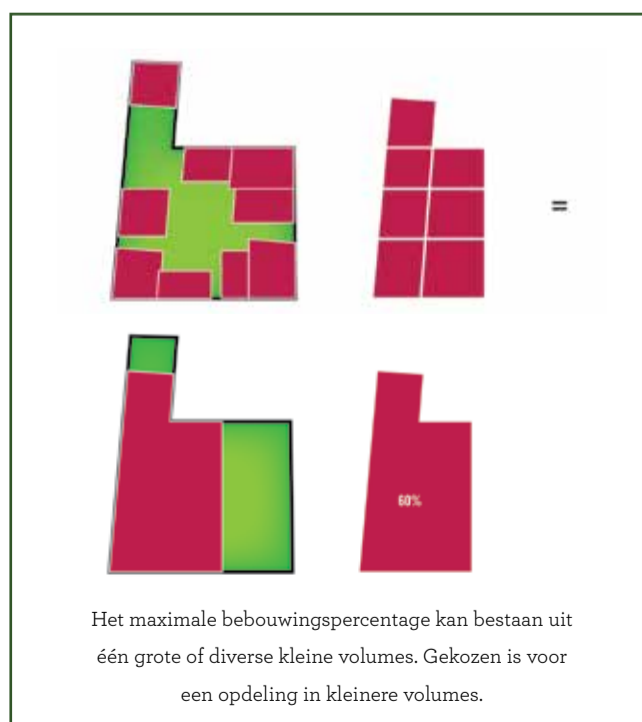 =
60%
Het maximale bebouwingspercentage kan bestaan uit
één grote of diverse kleine volumes. Gekozen is voor
een opdeling in kleinere volumes.